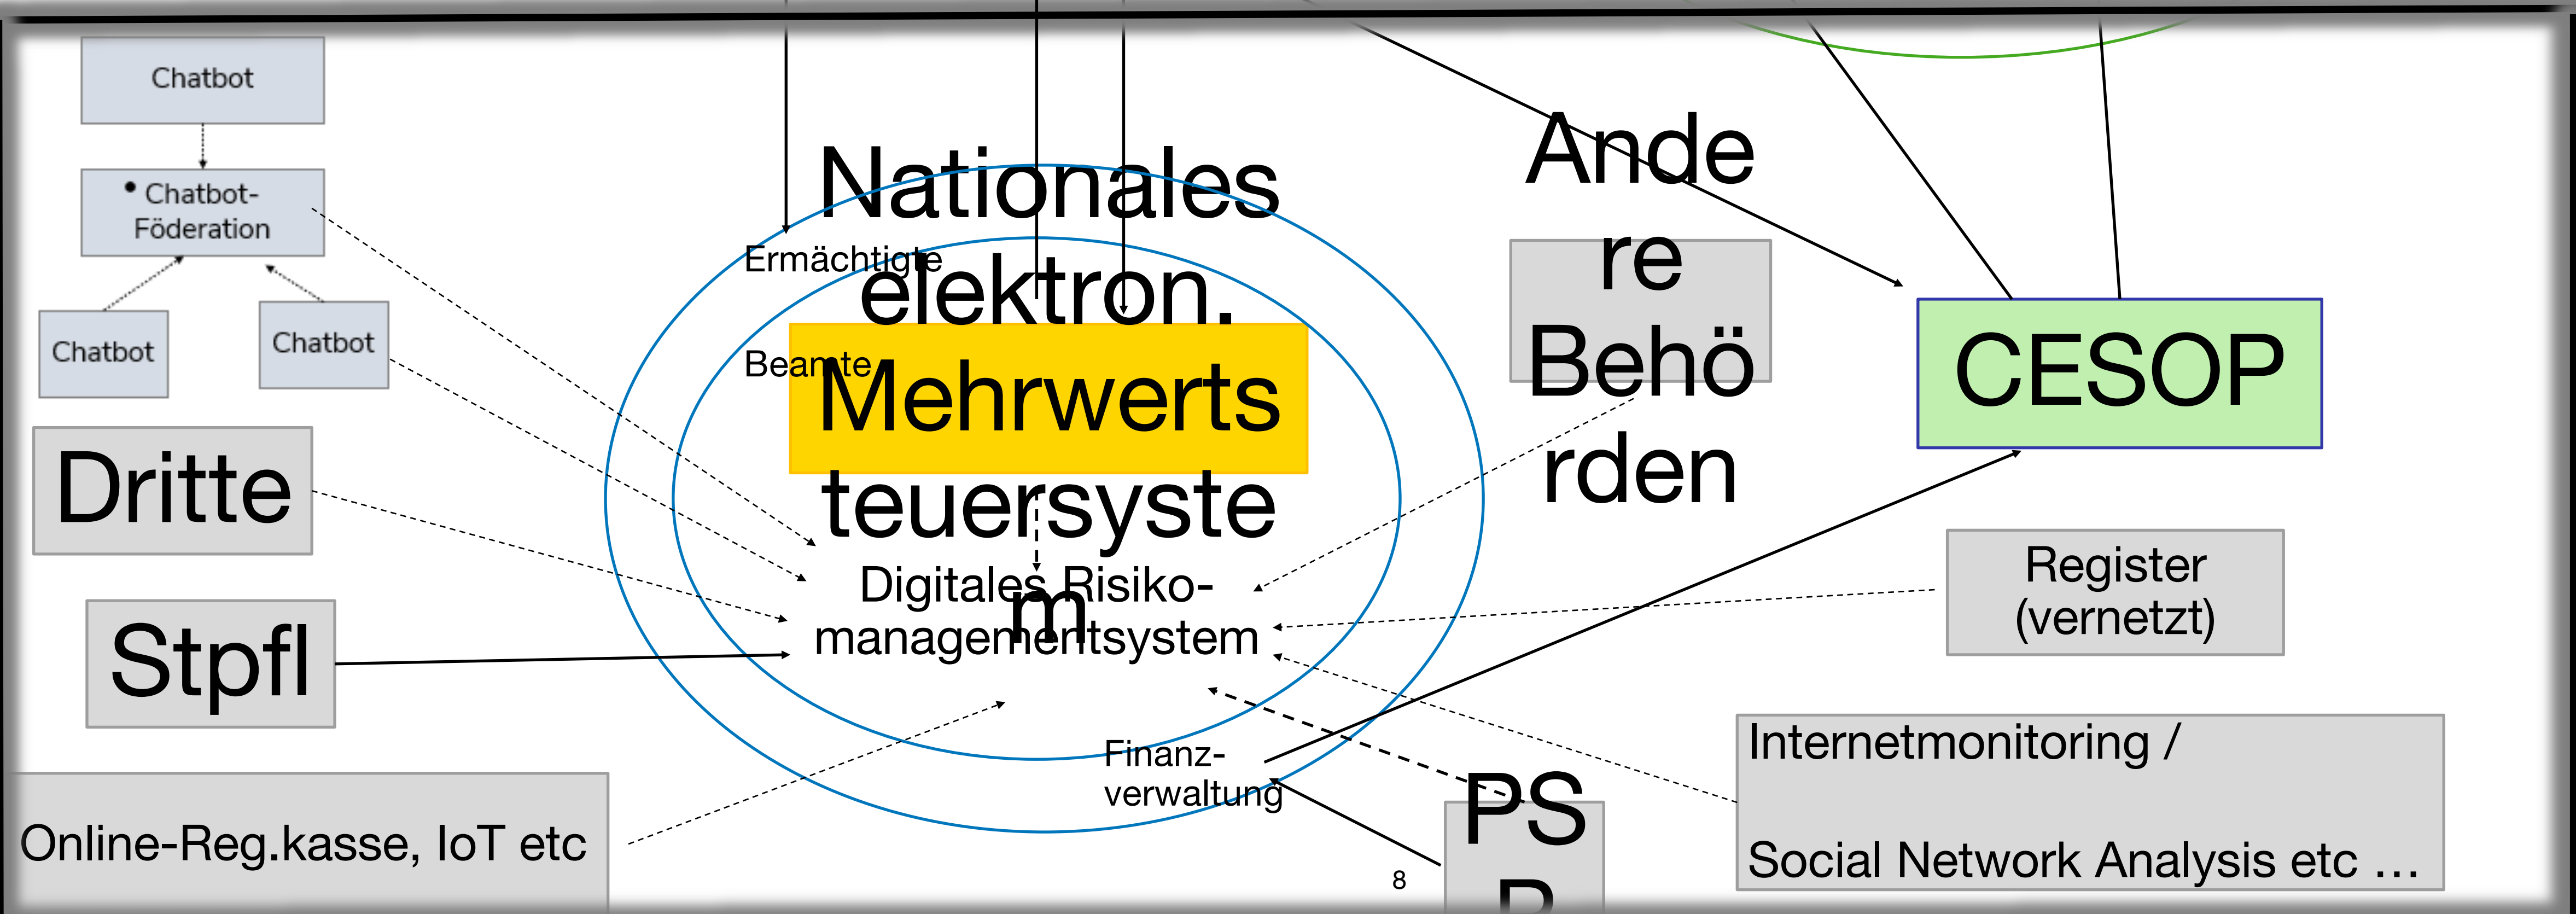 Chatbot
• Chatbot-
Föderation
Chatbot
Chatbot
Dritte
Stpfl
Online-Reg.kasse, IoT etc
Nationales
elektron.
Mehrwerts
teuersyste
m
Ermächtigte
Beamte
Digitales Risiko-
managementsystem
Finanz-
verwaltung
Ande
re
Behö
rden
CESOP
Register
(vernetzt)
Internetmonitoring /
Social Network Analysis etc …
PS
P
8